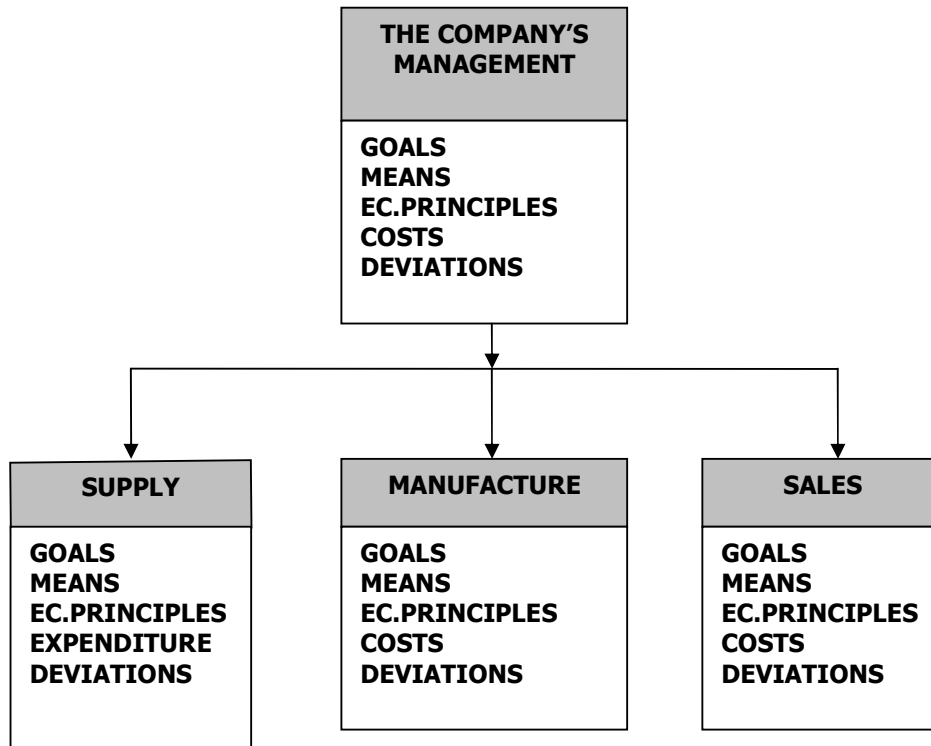 THE COMPANY'S
MANAGEMENT
GOALS
MEANS
EC.PRINCIPLES
COSTS
DEVIATIONS
SUPPLY
GOALS
MEANS
EC.PRINCIPLES
EXPENDITURE
DEVIATIONS
MANUFACTURE
GOALS
MEANS
EC.PRINCIPLES
COSTS
DEVIATIONS
SALES
GOALS
MEANS
EC.PRINCIPLES
COSTS
DEVIATIONS